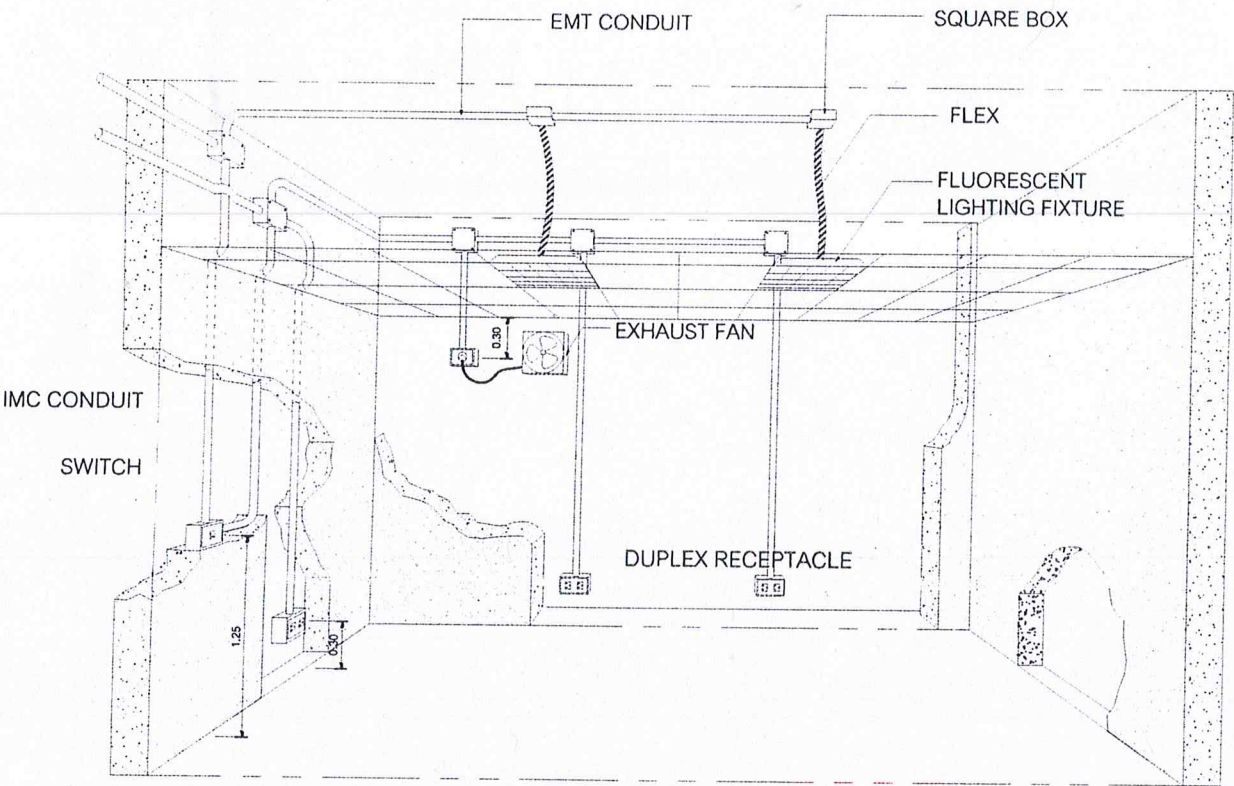 EMT CONDUIT
SQUARE BOX
FLEX
FLUORESCENT
LIGHTING FIXTURE
0.30
EXHAUST FAN
IMC CONDUIT
SWITCH
DUPLEX RECEPTACLE
1.25
0.30